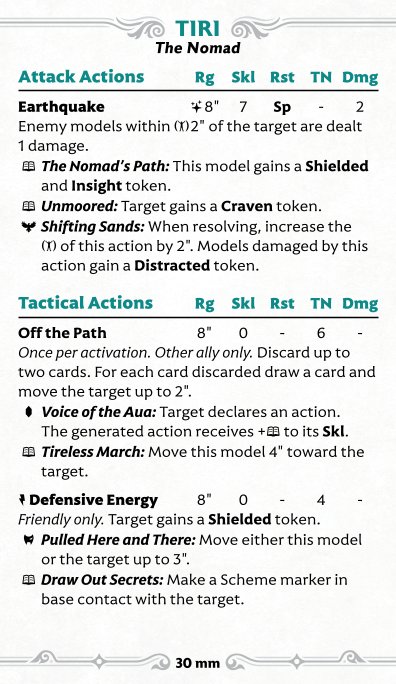 TIRI
The Nomad
Attack Actions Rg Skl Rst TN Dmg
Earthquake 8" 7 Sp - 2
Enemy models within 2" of the target are dealt
1 damage.
The Nomad's Path: This model gains a Shielded
and Insight token.
Unmoored: Target gains a Craven token.
Shifting Sands: When resolving, increase the
of this action by 2". Models damaged by this
action gain a Distracted token.
Tactical Actions Rg Skl Rst TN Dmg
Off the Path 8" 0 - 6 -
Once per activation. Other ally only. Discard up to
two cards. For each card discarded draw a card and
move the target up to 2".
Voice of the Aua: Target declares an action.
The generated action receives + to its Skl.
Tireless March: Move this model 4" toward the
target.
Defensive Energy 8" 0 - 4 -
Friendly only. Target gains a Shielded token.
Pulled Here and There: Move either this model
or the target up to 3".
Draw Out Secrets: Make a Scheme marker in
base contact with the target.
30 mm